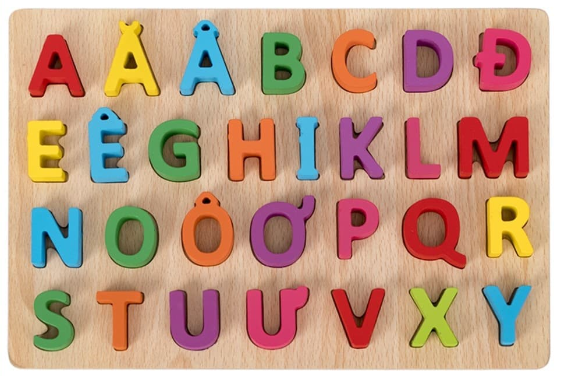 A Ă Â B C D Đ
E Ê G H I K L M
N O Ô Ơ P Q R
S T U Ư V X Y